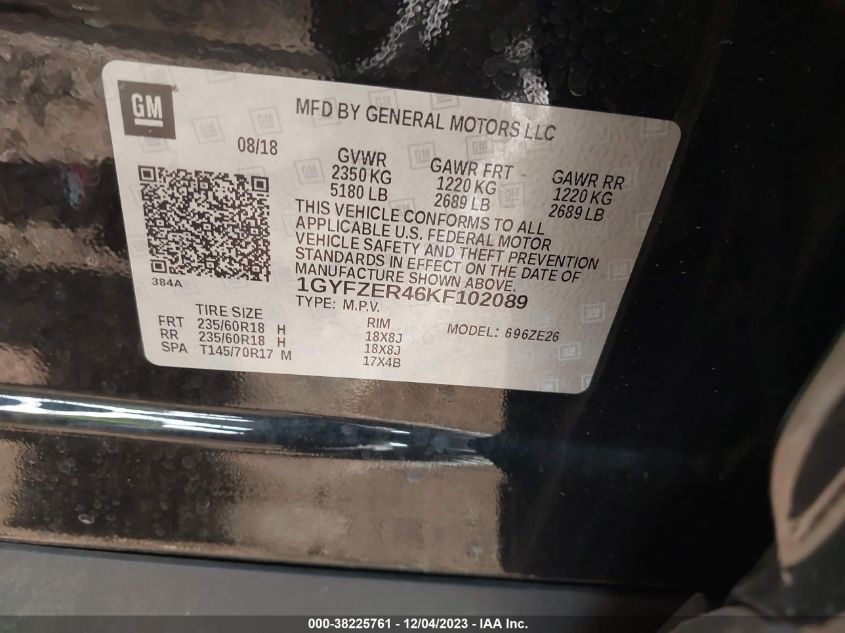 GM
MFD BY GENERAL MOTORS LLC
08/18
GVWR
2350 KG
5180 LB
GAWR FRT
1220 KG
2689 LB
GAWR RR
1220 KG
2689 LB
THIS VEHICLE CONFORMS TO ALL
APPLICABLE U.S. FEDERAL MOTOR
VEHICLE SAFETY AND THEFT PREVENTION
STANDARDS IN EFFECT ON THE DATE OF
MANUFACTURE SHOWN ABOVE.
384A
1GYFZER46KF102089
TYPE: M.P.V.
MODEL: 696ZE26
TIRE SIZE RIM
FRT 235/60R18 H 18X8J
RR 235/60R18 H 18X8J
SPA T145/70R17 M 17X4B
000-38225761 - 12/04/2023 - IAA Inc.